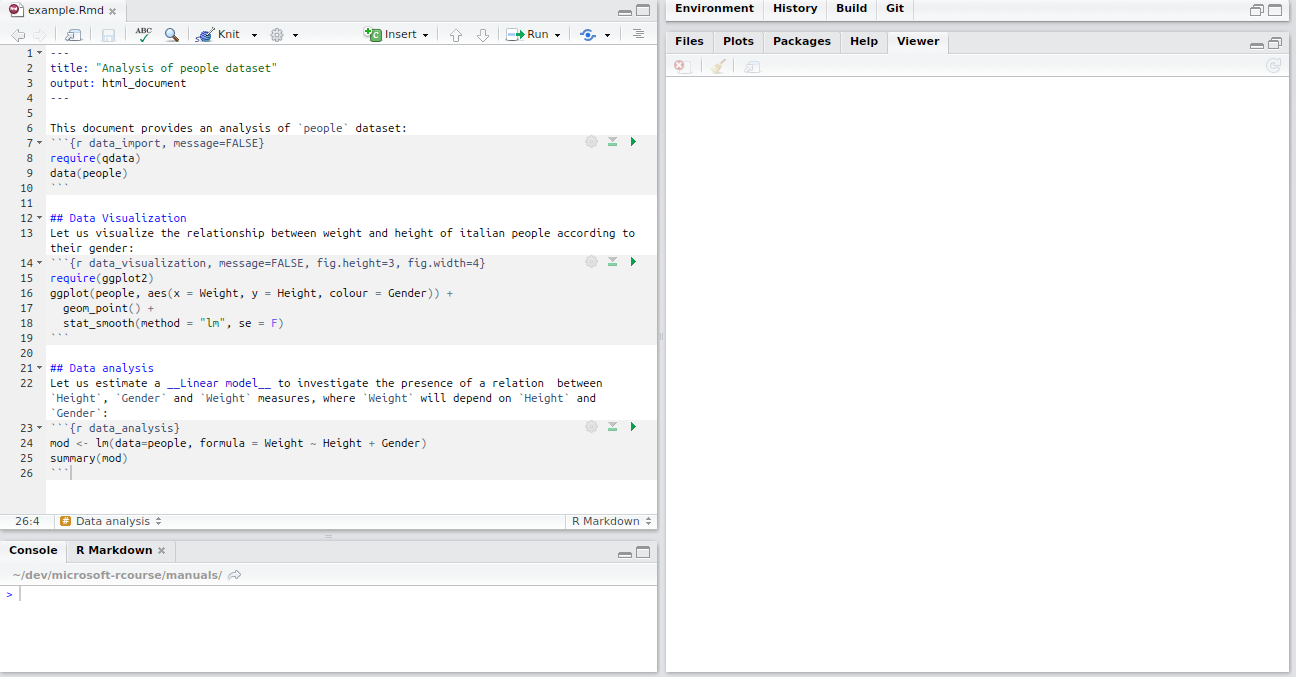 example.Rmd
ABC
Knit
Insert
Run
1 ---
2 title: "Analysis of people dataset"
3 output: html_document
4 ---
5
6 This document provides an analysis of `people` dataset:
7 ```{r data_import, message=FALSE}
8 require(qdata)
9 data(people)
10 ```
11
12 ## Data Visualization
13 Let us visualize the relationship between weight and height of italian people according to
their gender:
14 ```{r data_visualization, message=FALSE, fig.height=3, fig.width=4}
15 require(ggplot2)
16 ggplot(people, aes(x = Weight, y = Height, colour = Gender)) +
17   geom_point() +
18   stat_smooth(method = "lm", se = F)
19 ```
20
21 ## Data analysis
22 Let us estimate a __Linear model__ to investigate the presence of a relation  between
`Height`, `Gender` and `Weight` measures, where `Weight` will depend on `Height` and
`Gender`:
23 ```{r data_analysis}
24 mod <- lm(data=people, formula = Weight ~ Height + Gender)
25 summary(mod)
26 ```
26:4 # Data analysis R Markdown
Console R Markdown
~/dev/microsoft-rcourse/manuals/
>
Environment History Build Git
Files Plots Packages Help Viewer